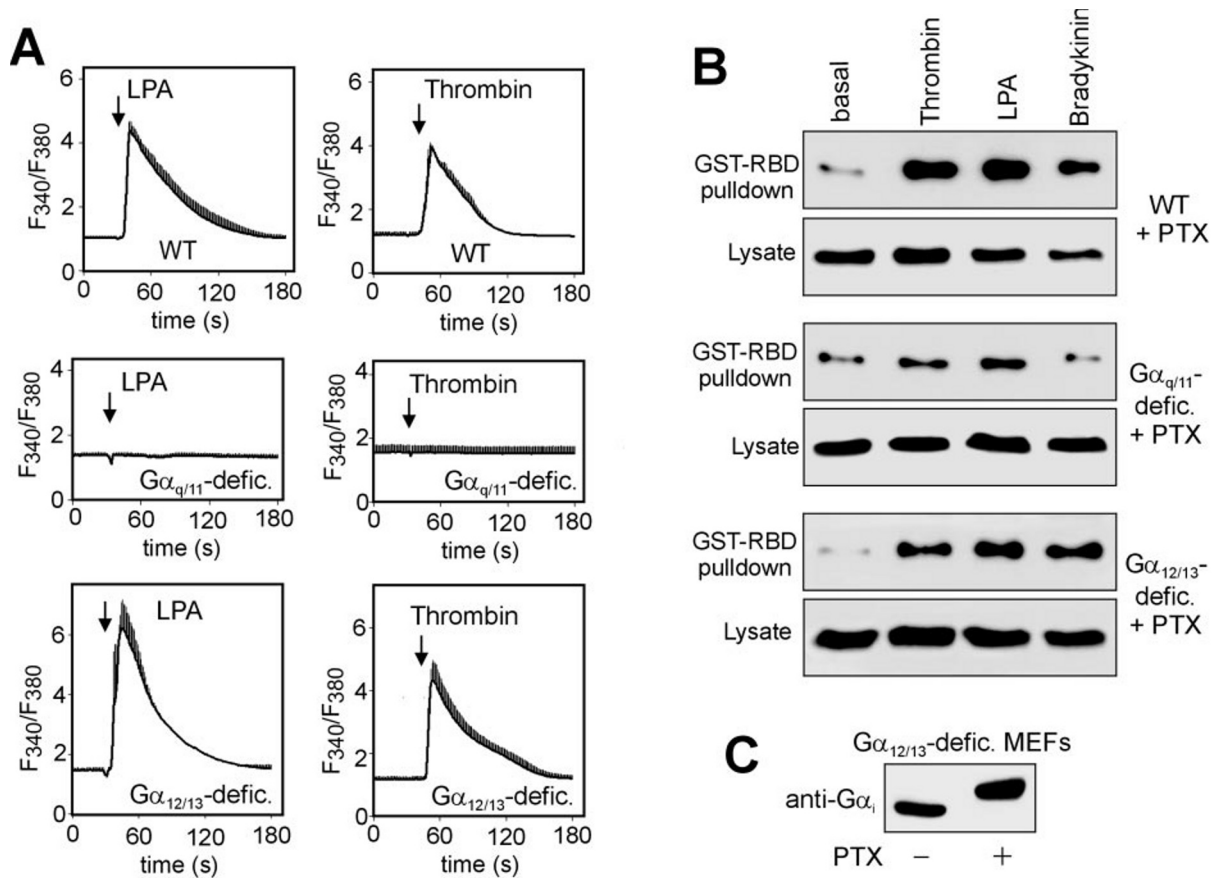 A
LPA
F340/F380
6
4
2
0
WT
0 60 120 180
time (s)
Thrombin
F340/F380
6
4
2
0
WT
0 60 120 180
time (s)
LPA
F340/F380
4
2
0
Gαq/11-defic.
0 60 120 180
time (s)
Thrombin
F340/F380
4
2
0
Gαq/11-defic.
0 60 120 180
time (s)
LPA
F340/F380
6
4
2
0
Gα12/13-defic.
0 60 120 180
time (s)
Thrombin
F340/F380
6
4
2
0
Gα12/13-defic.
0 60 120 180
time (s)
B
basal
Thrombin
LPA
Bradykinin
GST-RBD
pulldown
Lysate
WT
+ PTX
GST-RBD
pulldown
Lysate
Gαq/11-
defic.
+ PTX
GST-RBD
pulldown
Lysate
Gα12/13-
defic.
+ PTX
C
Gα12/13-defic. MEFs
anti-Gαi
PTX − +